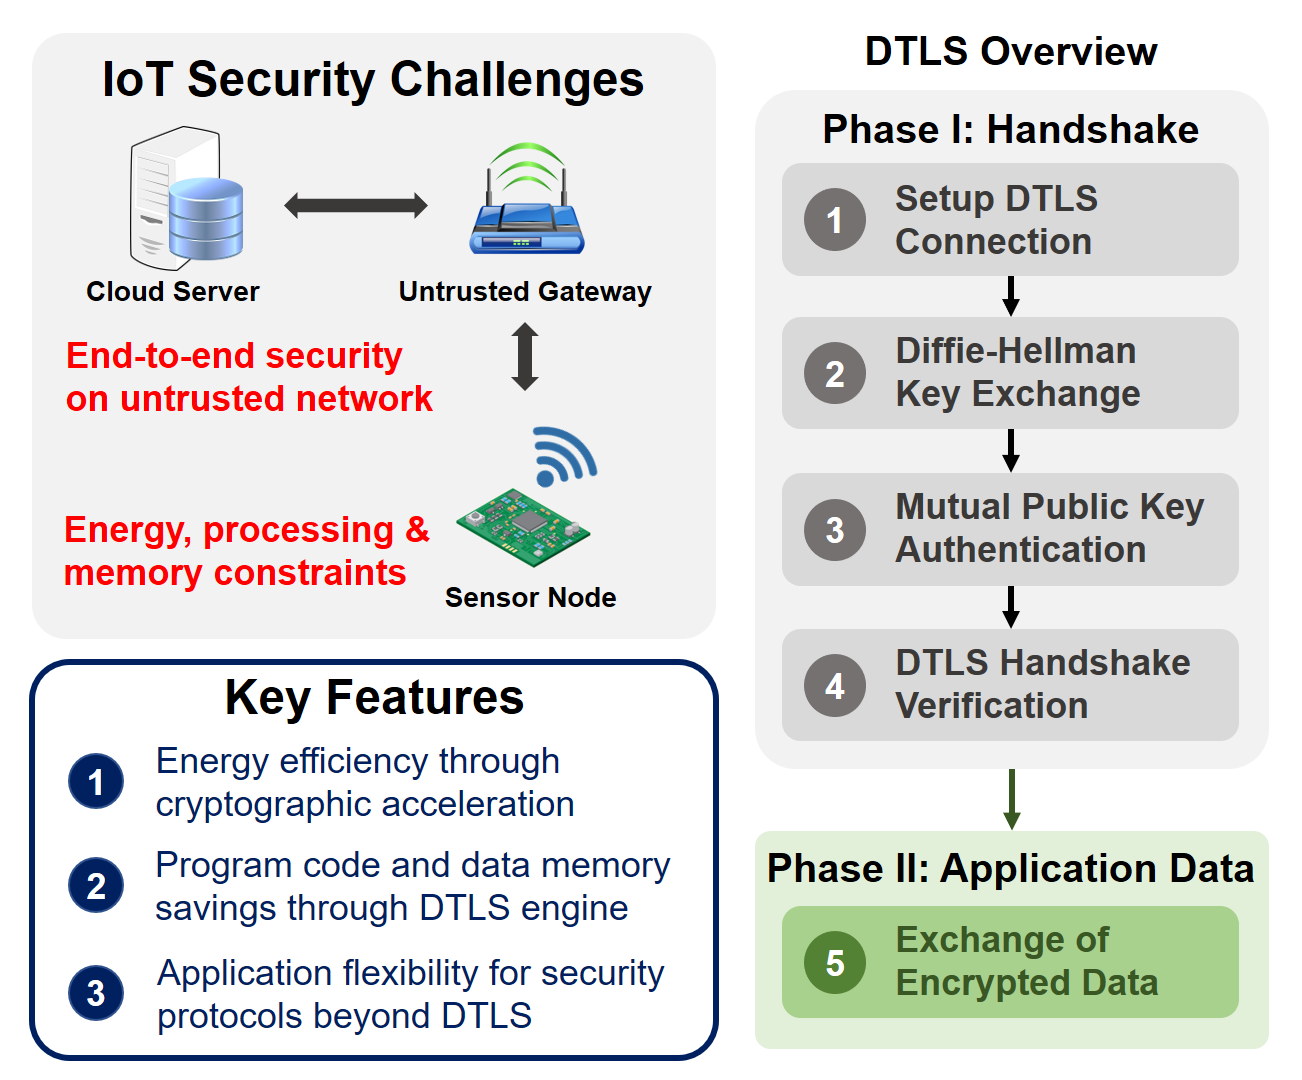 IoT Security Challenges
Cloud Server
Untrusted Gateway
End-to-end security
on untrusted network
Energy, processing &
memory constraints
Sensor Node
Key Features
1
Energy efficiency through
cryptographic acceleration
2
Program code and data memory
savings through DTLS engine
3
Application flexibility for security
protocols beyond DTLS
DTLS Overview
Phase I: Handshake
1
Setup DTLS
Connection
2
Diffie-Hellman
Key Exchange
3
Mutual Public Key
Authentication
4
DTLS Handshake
Verification
Phase II: Application Data
5
Exchange of
Encrypted Data